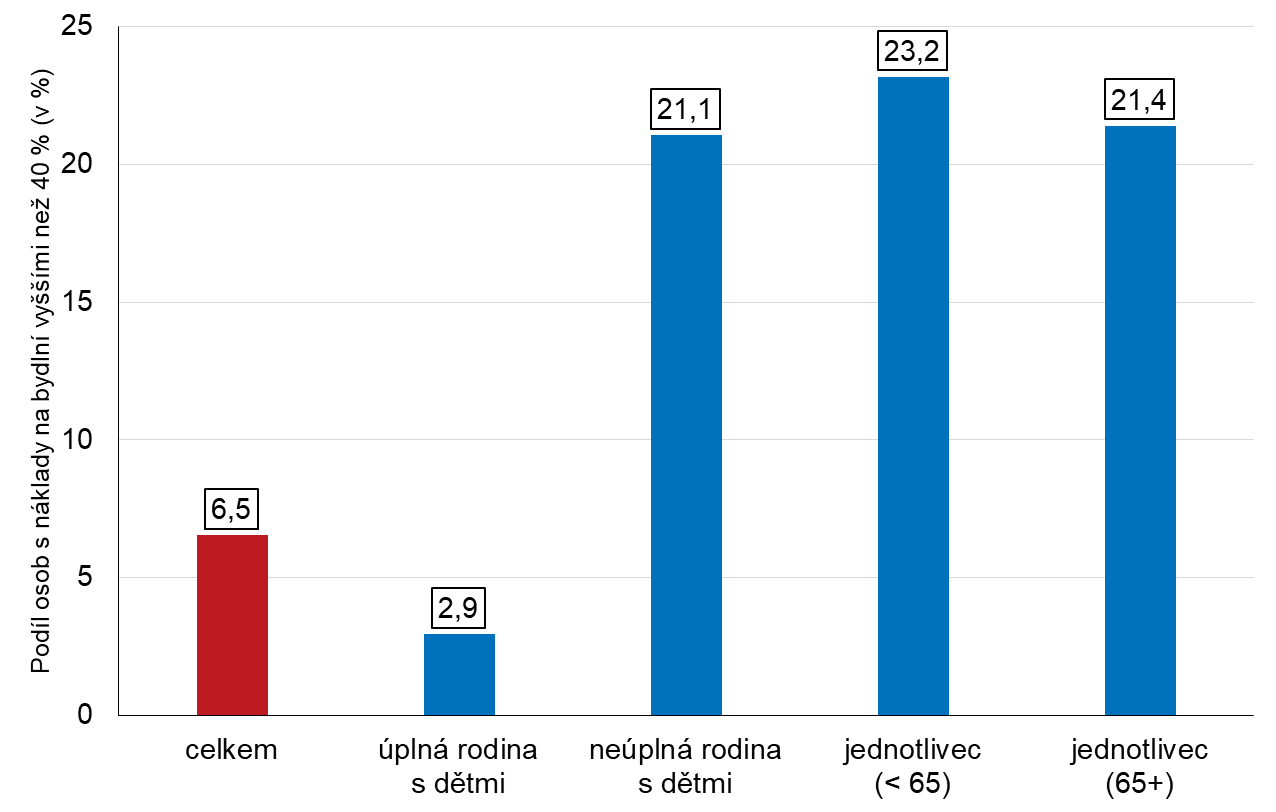 Podíl osob s náklady na bydlní vyššími než 40 % (v %)
25
20
15
10
5
0
6,5
2,9
21,1
23,2
21,4
celkem
úplná rodina
s dětmi
neúplná rodina
s dětmi
jednotlivec
(< 65)
jednotlivec
(65+)